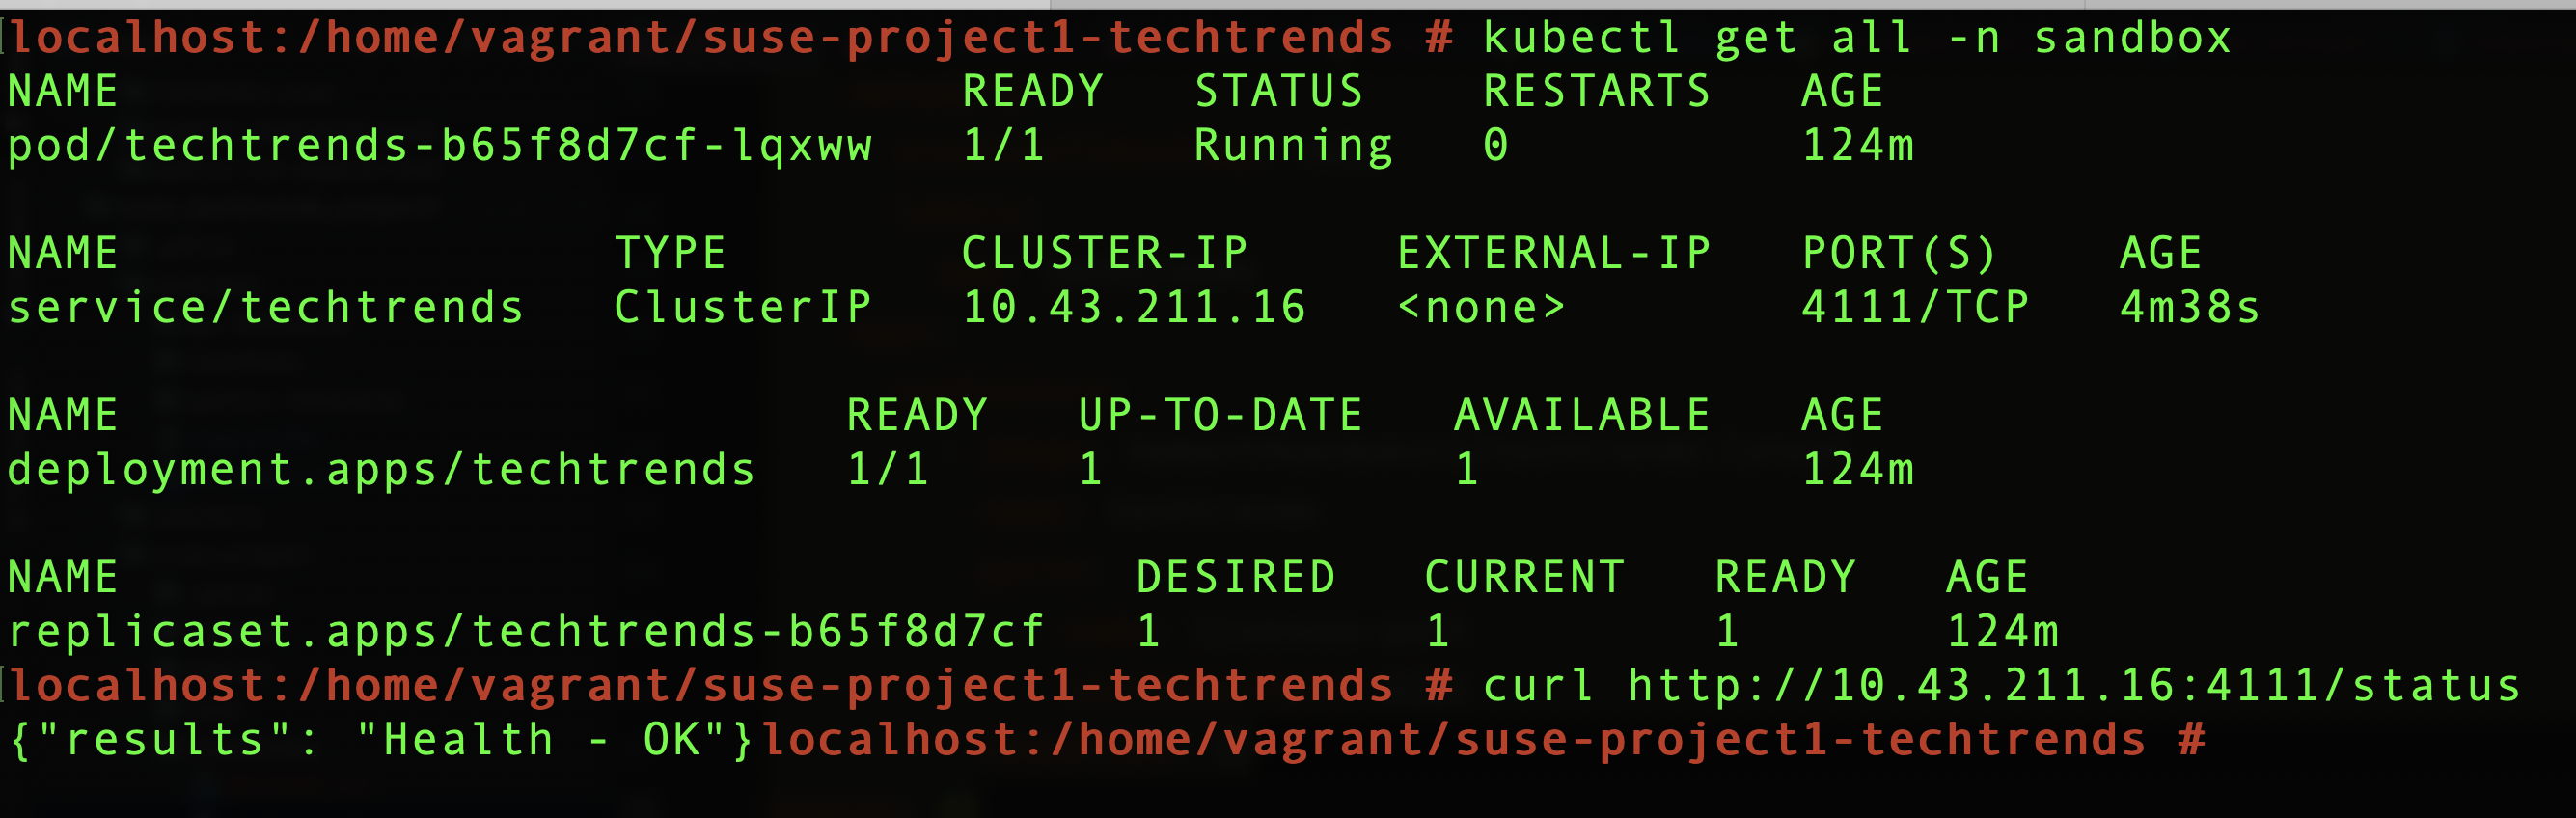 localhost:/home/vagrant/suse-project1-techtrends # kubectl get all -n sandbox
NAME                             READY   STATUS    RESTARTS   AGE
pod/techtrends-b65f8d7cf-lqxww   1/1     Running   0          124m

NAME                 TYPE        CLUSTER-IP     EXTERNAL-IP   PORT(S)    AGE
service/techtrends   ClusterIP   10.43.211.16   <none>        4111/TCP   4m38s

NAME                         READY   UP-TO-DATE   AVAILABLE   AGE
deployment.apps/techtrends   1/1     1            1           124m

NAME                                   DESIRED   CURRENT   READY   AGE
replicaset.apps/techtrends-b65f8d7cf   1         1         1       124m
localhost:/home/vagrant/suse-project1-techtrends # curl http://10.43.211.16:4111/status
{"results": "Health - OK"}localhost:/home/vagrant/suse-project1-techtrends #